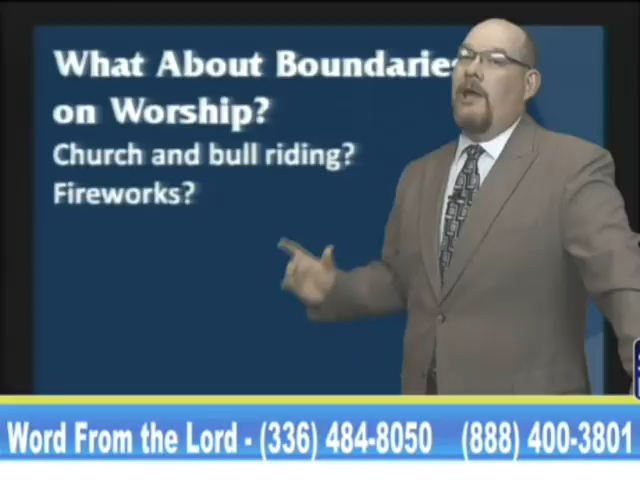 What About Boundarie
on Worship?
Church and bull riding?
Fireworks?
Word From the Lord - (336) 484-8050 (888) 400-3801